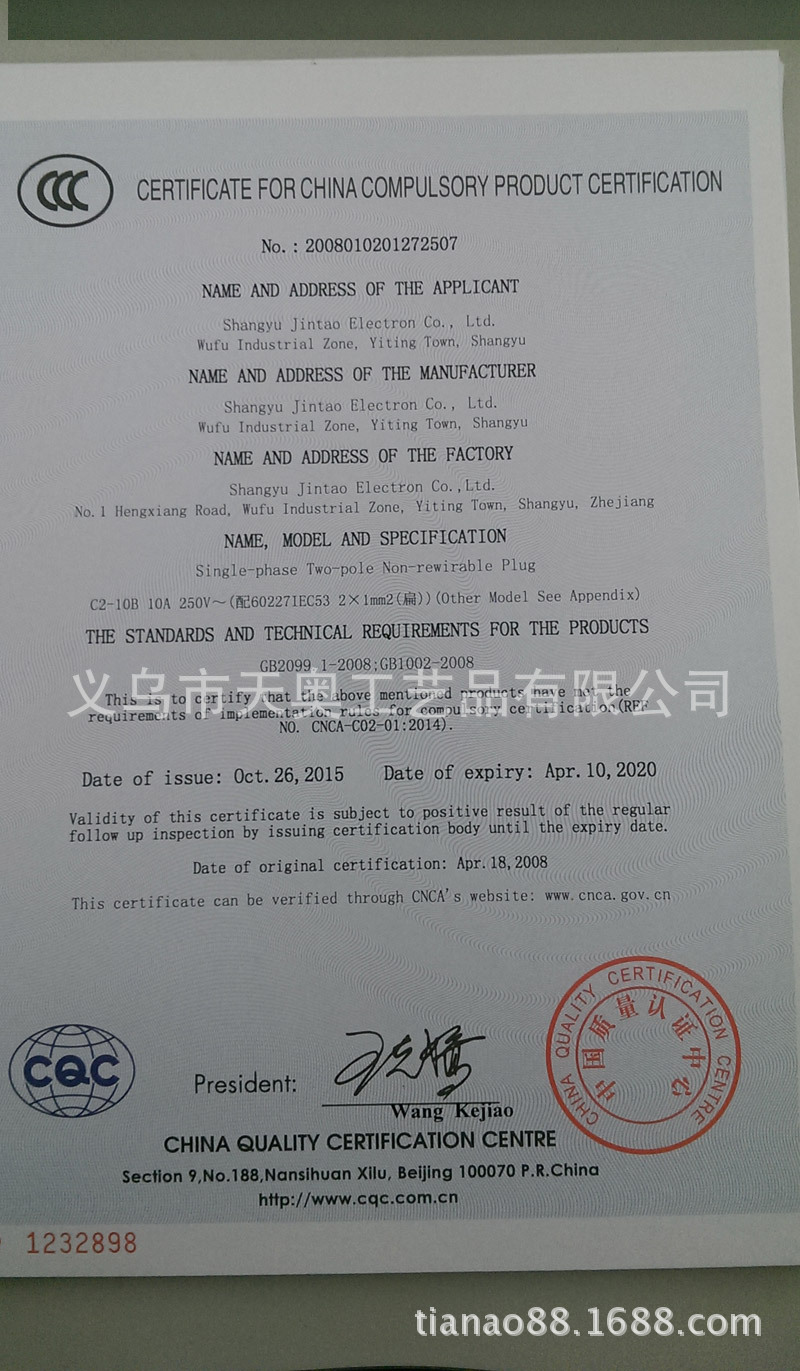 CERTIFICATE FOR CHINA COMPULSORY PRODUCT CERTIFICATION
No.: 2008010201272507
NAME AND ADDRESS OF THE APPLICANT
Shangyu Jintao Electron Co., Ltd.
Wufu Industrial Zone, Yiting Town, Shangyu
NAME AND ADDRESS OF THE MANUFACTURER
Shangyu Jintao Electron Co., Ltd.
Wufu Industrial Zone, Yiting Town, Shangyu
NAME AND ADDRESS OF THE FACTORY
Shangyu Jintao Electron Co.,Ltd.
No.1 Hengxiang Road, Wufu Industrial Zone, Yiting Town, Shangyu, Zhejiang
NAME, MODEL AND SPECIFICATION
Single-phase Two-pole Non-rewirable Plug
C2-10B 10A 250V～(配60227IEC53 2×1mm2(扁))(Other Model See Appendix)
THE STANDARDS AND TECHNICAL REQUIREMENTS FOR THE PRODUCTS
GB2099.1-2008;GB1002-2008
义乌市天奥工艺品有限公司
This is to certify that the above mentioned products have met the
requirements of implementation rules for compulsory certification(REF
NO. CNCA-C02-01:2014).
Date of issue: Oct.26,2015 Date of expiry: Apr.10,2020
Validity of this certificate is subject to positive result of the regular
follow up inspection by issuing certification body until the expiry date.
Date of original certification: Apr.18,2008
This certificate can be verified through CNCA's website: www.cnca.gov.cn
CHINA QUALITY CERTIFICATION CENTRE
中国质量认证中心
CQC
President:
Wang Kejiao
CHINA QUALITY CERTIFICATION CENTRE
Section 9,No.188,Nansihuan Xilu, Beijing 100070 P.R.China
http://www.cqc.com.cn
1232898
tianao88.1688.com